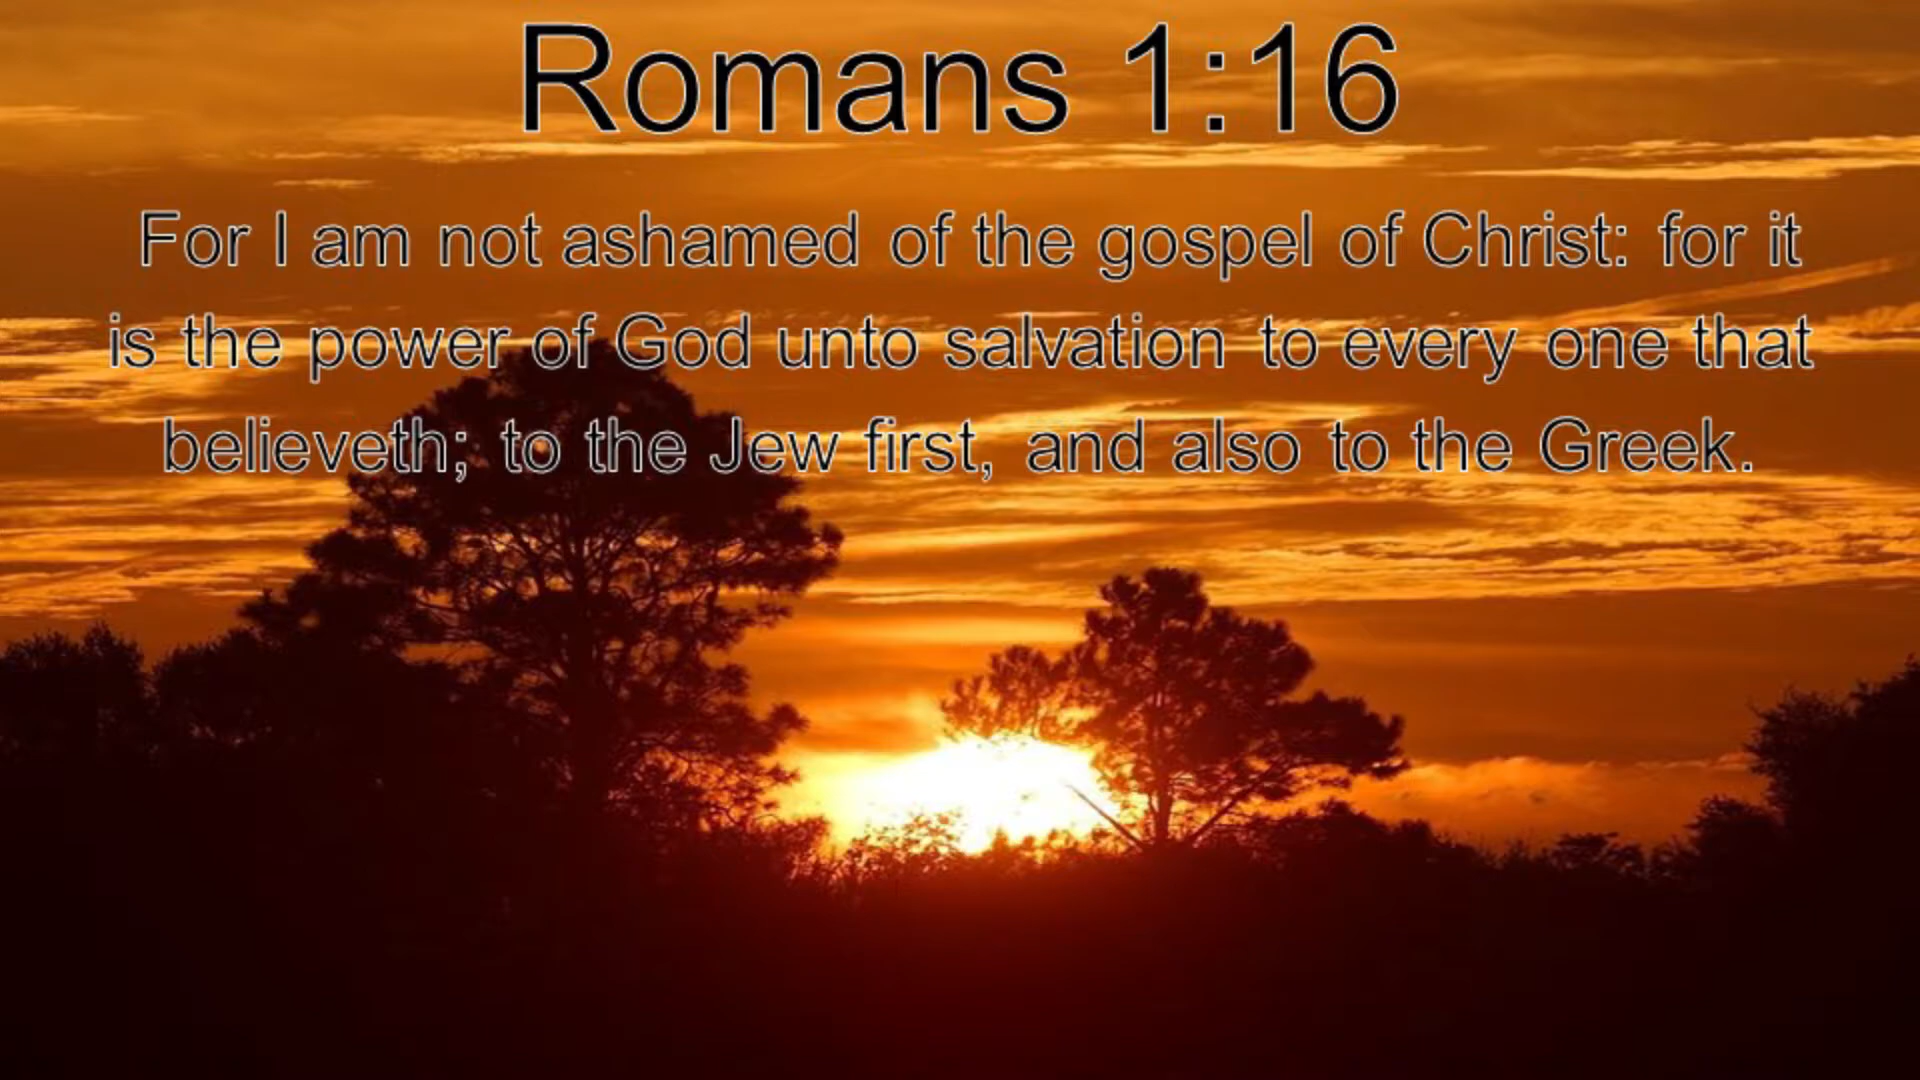 Romans 1:16
For I am not ashamed of the gospel of Christ: for it
is the power of God unto salvation to every one that
believeth; to the Jew first, and also to the Greek.